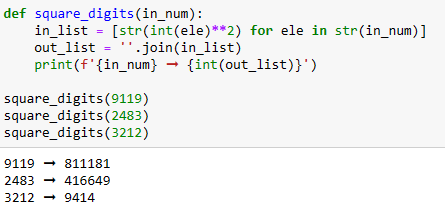 def square_digits(in_num):
    in_list = [str(int(ele)**2) for ele in str(in_num)]
    out_list = ''.join(in_list)
    print(f'{in_num} → {int(out_list)}')
square_digits(9119)
square_digits(2483)
square_digits(3212)
9119 → 811181
2483 → 416649
3212 → 9414